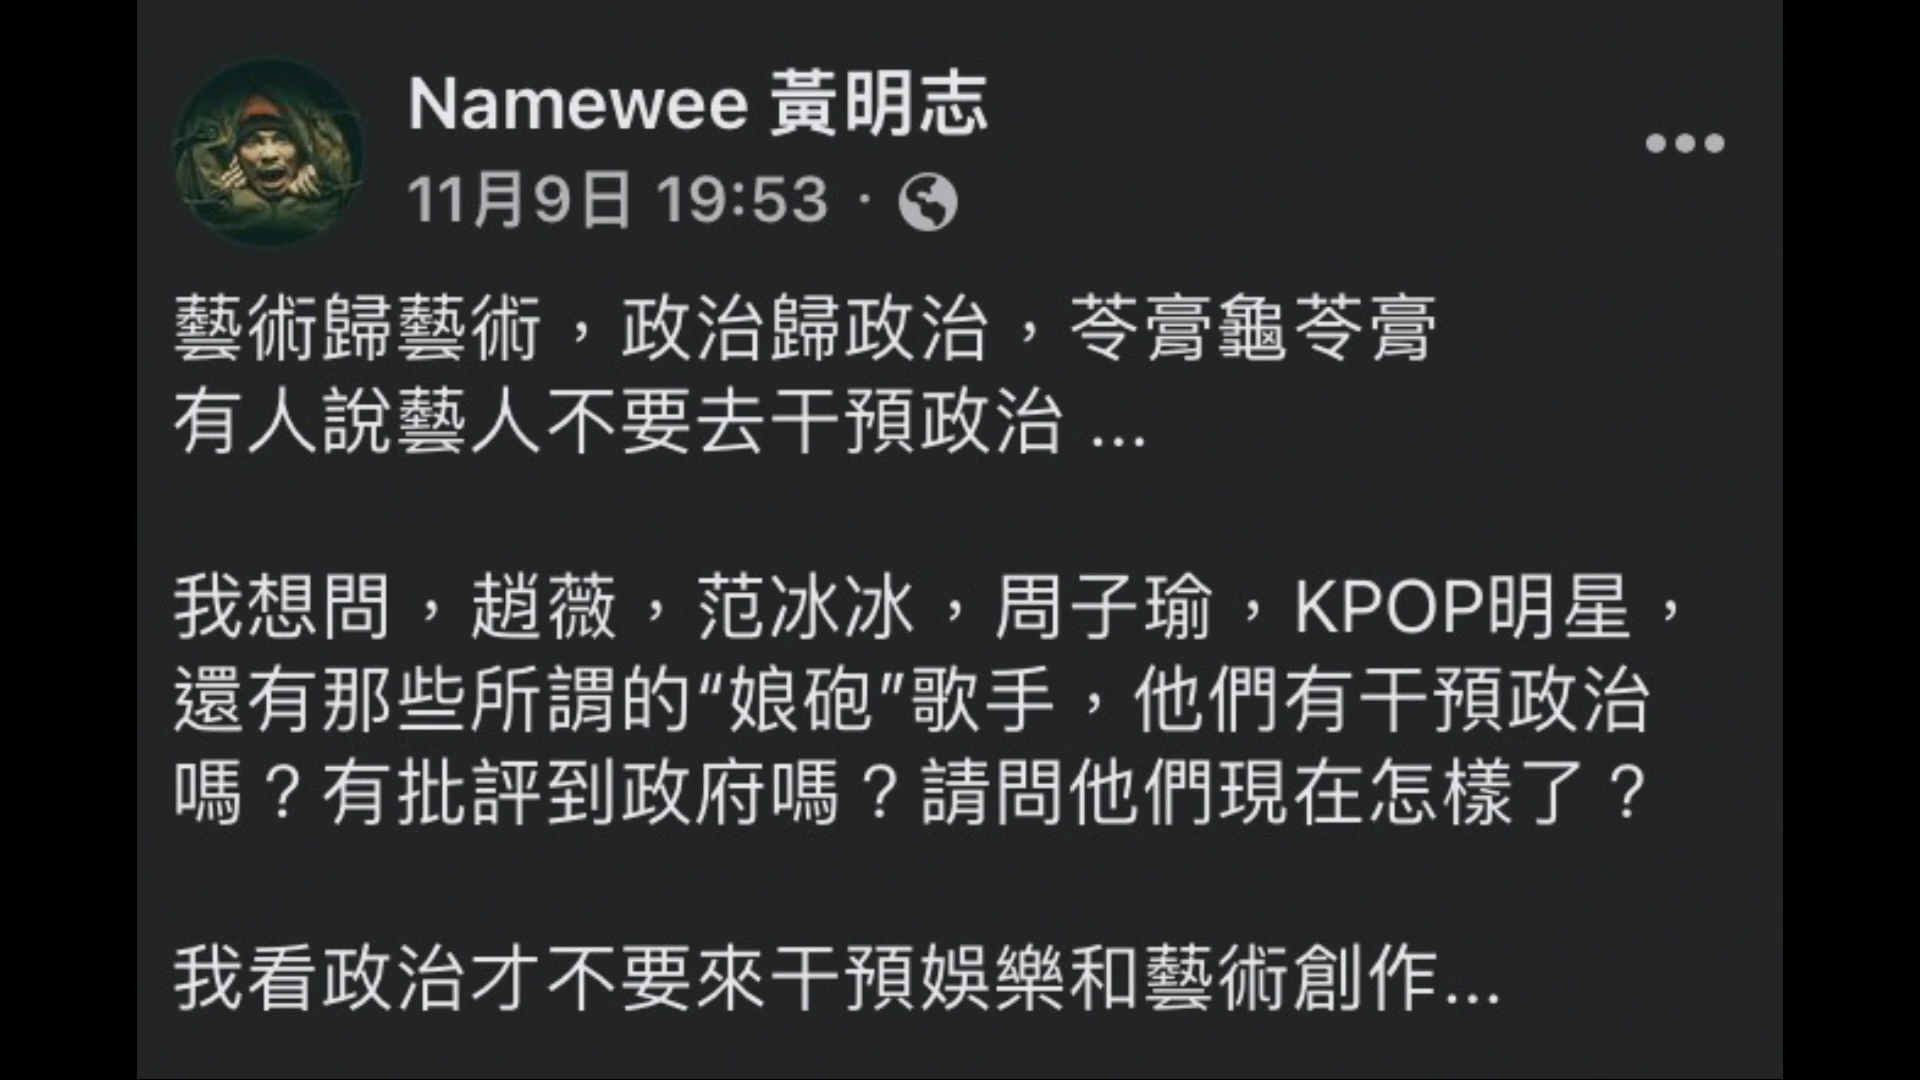 Namewee 黃明志
11月9日 19:53 ·
藝術歸藝術，政治歸政治，苓膏龜苓膏
有人說藝人不要去干預政治 ...
我想問，趙薇，范冰冰，周子瑜，KPOP明星，
還有那些所謂的“娘砲”歌手，他們有干預政治
嗎？有批評到政府嗎？請問他們現在怎樣了？
我看政治才不要來干預娛樂和藝術創作...